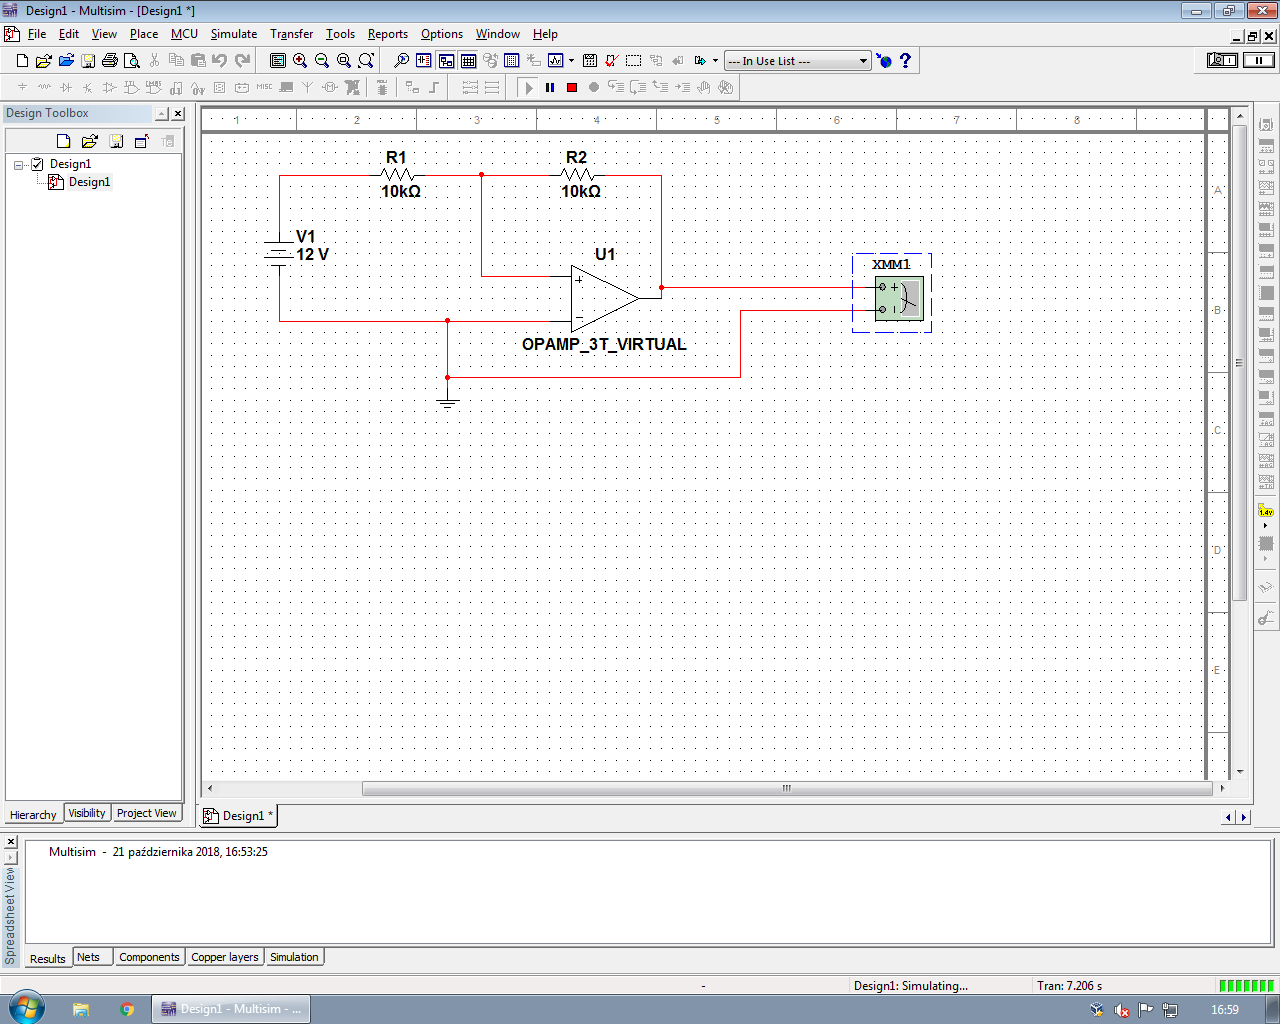 Design1 - Multisim - [Design1 *]
File Edit View Place MCU Simulate Transfer Tools Reports Options Window Help
--- In Use List ---
MISC
Design Toolbox
Design1
Design1
Hierarchy Visibility Project View
1 2 3 4 5 6 7 8
A
B
C
D
E
R1
10kΩ
R2
10kΩ
V1
12 V
U1
OPAMP_3T_VIRTUAL
XMM1
1.4v
Design1 *
Multisim - 21 października 2018, 16:53:25
Spreadsheet View
Results Nets Components Copper layers Simulation
- Design1: Simulating... Tran: 7.206 s
Design1 - Multisim - ...
16:59